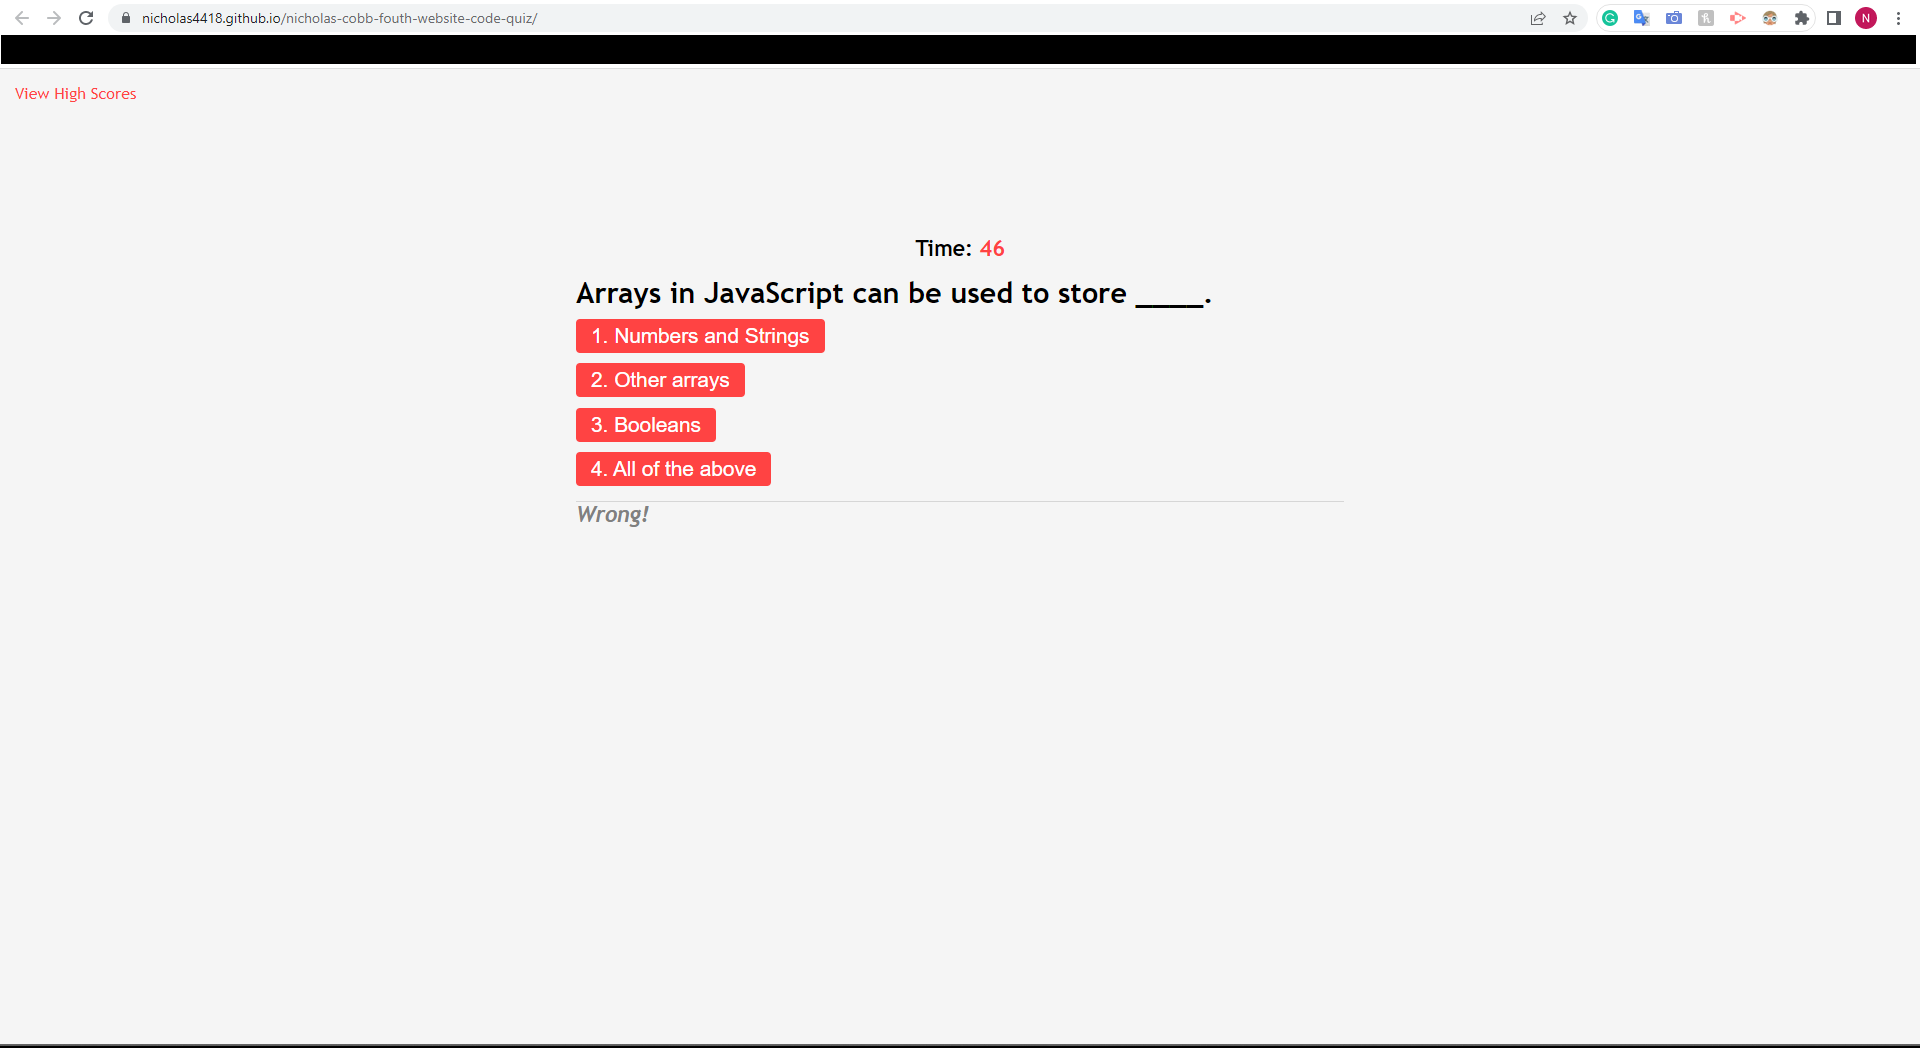 nicholas4418.github.io/nicholas-cobb-fouth-website-code-quiz/
N
View High Scores
Time: 46
Arrays in JavaScript can be used to store ____.
1. Numbers and Strings
2. Other arrays
3. Booleans
4. All of the above
Wrong!